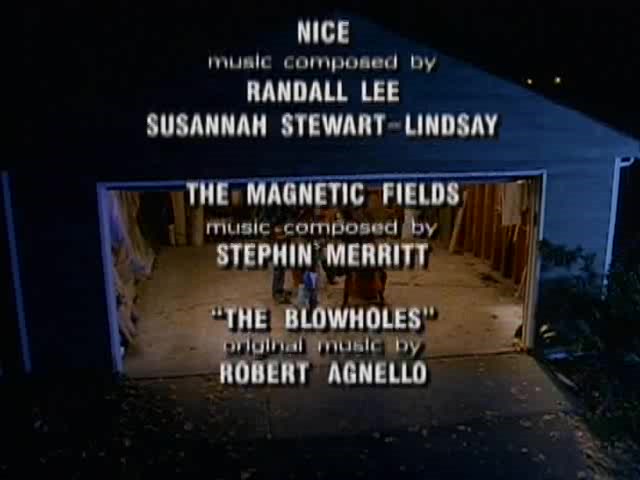 NICE
music composed by
RANDALL LEE
SUSANNAH STEWART-LINDSAY
THE MAGNETIC FIELDS
music composed by
STEPHIN MERRITT
"THE BLOWHOLES"
original music by
ROBERT AGNELLO